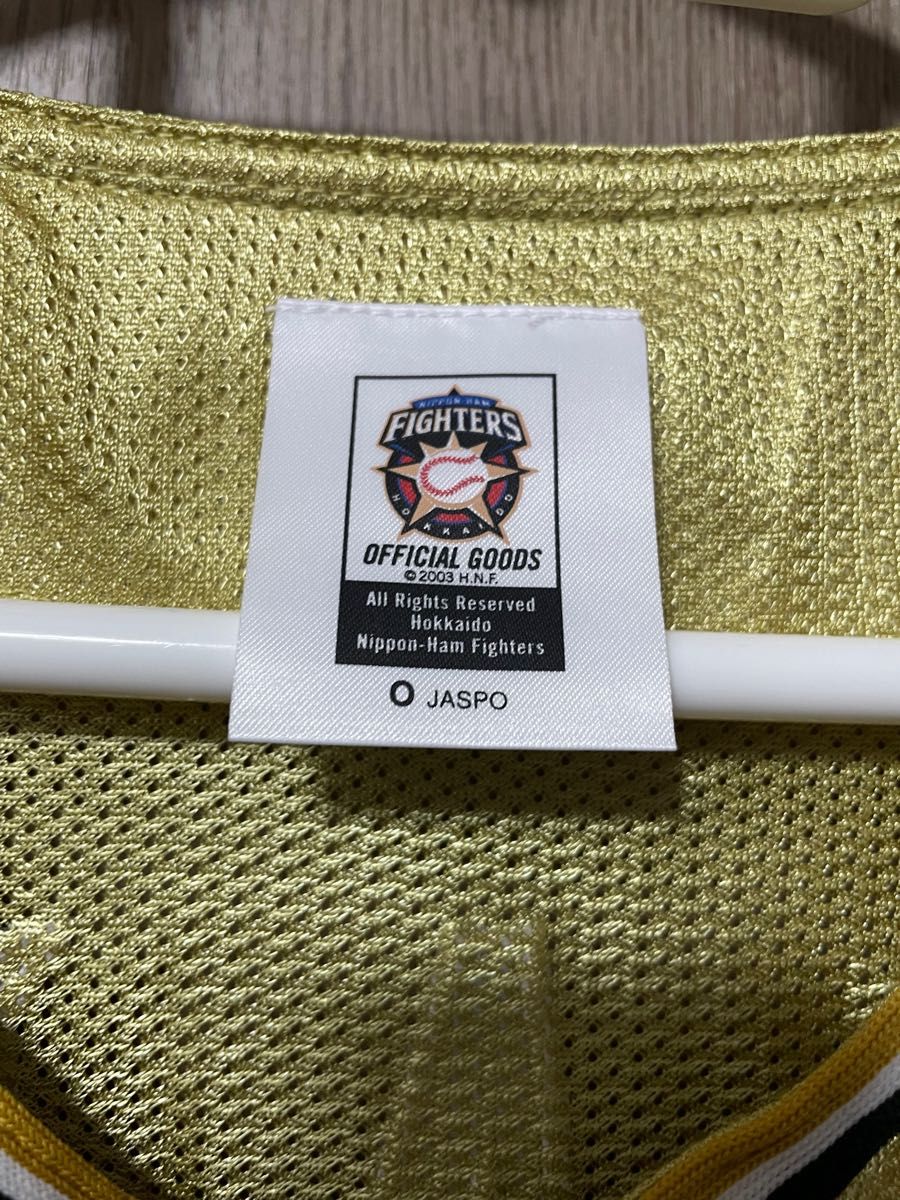 NIPPON-HAM
FIGHTERS
HOKKAIDO
OFFICIAL GOODS
©2003 H.N.F.
All Rights Reserved
Hokkaido
Nippon-Ham Fighters
O JASPO